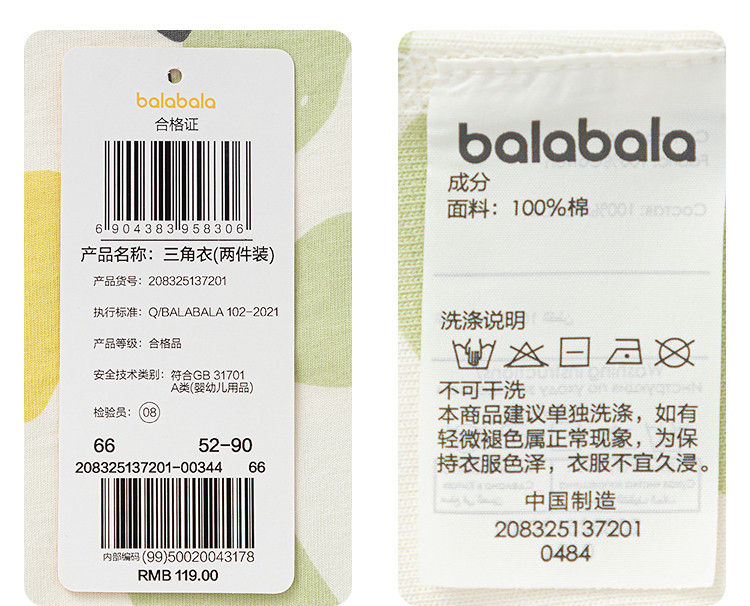 balabala
合格证
6904383958306
产品名称：三角衣(两件装)
产品货号：208325137201
执行标准：Q/BALABALA 102-2021
产品等级：合格品
安全技术类别：符合GB 31701
A类(婴幼儿用品)
检验员：08
66 52-90
208325137201-00344 66
内部编码 (99)50020043178
RMB 119.00
balabala
成分
面料：100%棉
洗涤说明
不可干洗
本商品建议单独洗涤，如有
轻微褪色属正常现象，为保
持衣服色泽，衣服不宜久浸。
中国制造
208325137201
0484